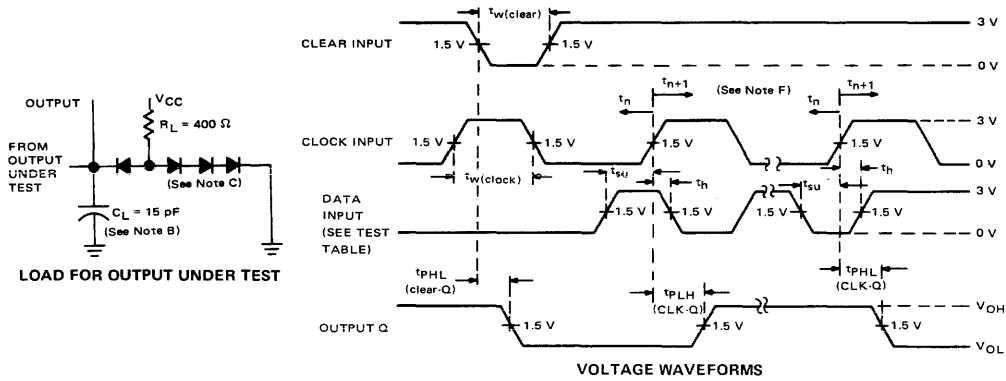 OUTPUT
VCC
RL = 400 Ω
FROM
OUTPUT
UNDER
TEST
(See Note C)
CL = 15 pF
(See Note B)
LOAD FOR OUTPUT UNDER TEST
tw(clear)
3 V
CLEAR INPUT
1.5 V
1.5 V
0 V
tn
tn+1
(See Note F)
tn
tn+1
3 V
CLOCK INPUT
1.5 V
1.5 V
1.5 V
1.5 V
0 V
tw(clock)
tsu
th
tsu
th
3 V
DATA
INPUT
(SEE TEST
TABLE)
1.5 V
1.5 V
1.5 V
1.5 V
0 V
tPHL
(clear-Q)
tPLH
(CLK-Q)
tPHL
(CLK-Q)
VOH
OUTPUT Q
1.5 V
1.5 V
1.5 V
VOL
VOLTAGE WAVEFORMS